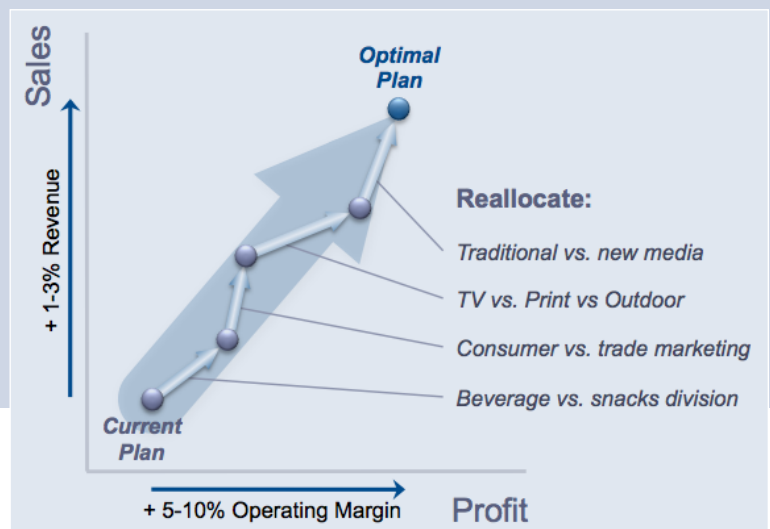 Sales
+ 1-3% Revenue
Optimal
Plan
Reallocate:
Traditional vs. new media
TV vs. Print vs Outdoor
Consumer vs. trade marketing
Beverage vs. snacks division
Current
Plan
+ 5-10% Operating Margin
Profit